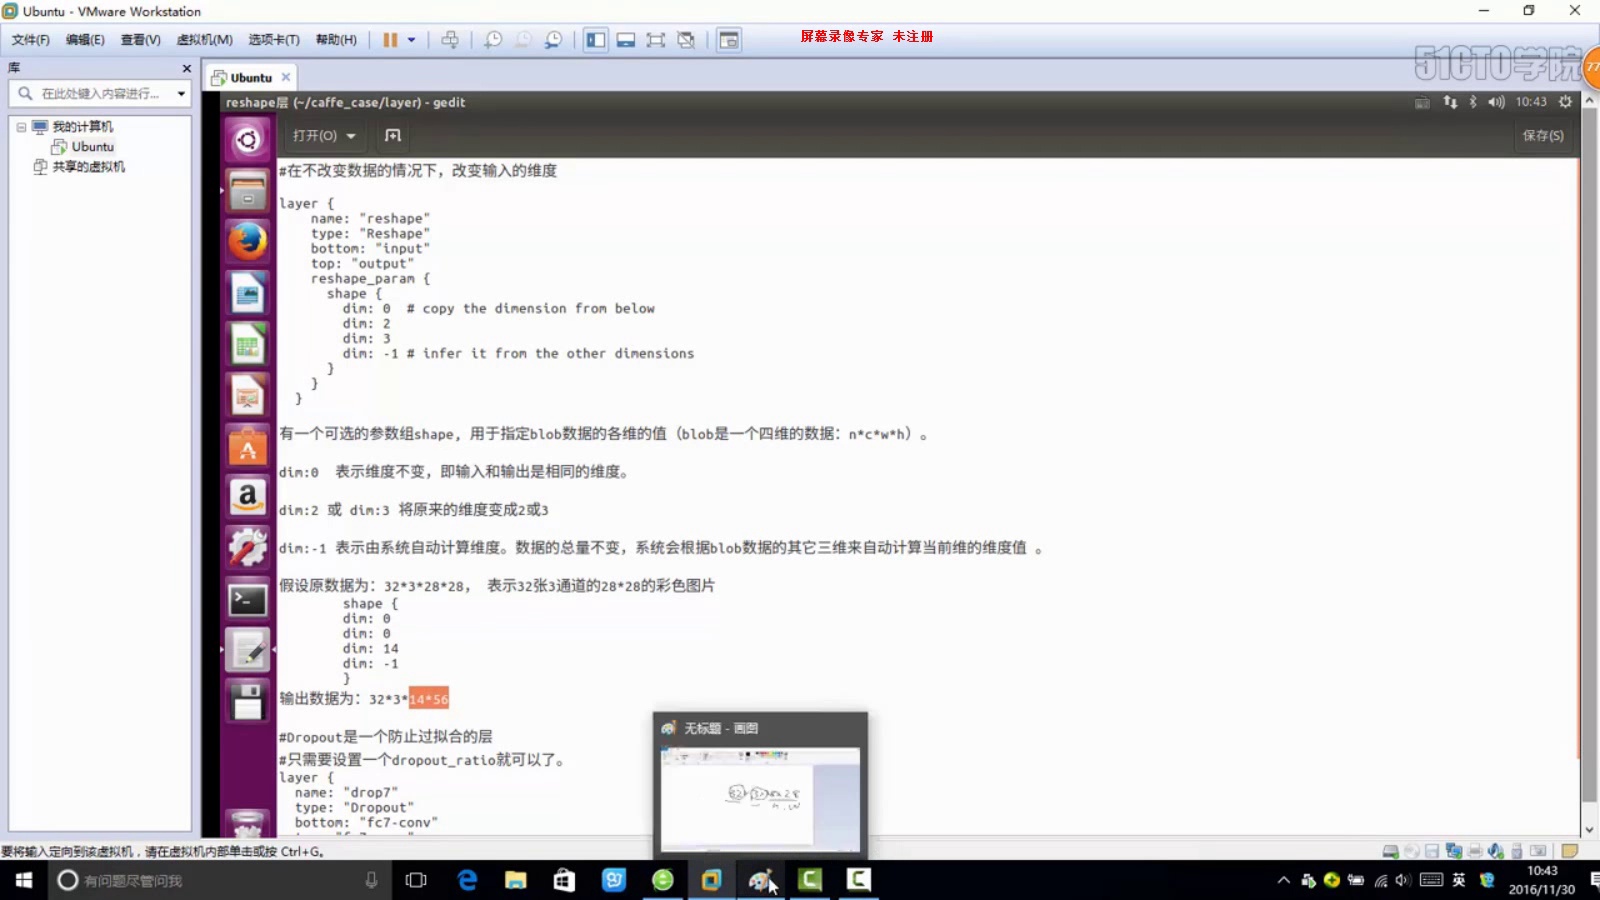 Ubuntu - VMware Workstation
文件(F) 编辑(E) 查看(V) 虚拟机(M) 选项卡(T) 帮助(H)
屏幕录像专家 未注册
51CTO学院
77
库
在此处键入内容进行...
我的计算机
Ubuntu
共享的虚拟机
Ubuntu
reshape层 (~/caffe_case/layer) - gedit
10:43
打开(O)
保存(S)
#在不改变数据的情况下，改变输入的维度
layer {
name: "reshape"
type: "Reshape"
bottom: "input"
top: "output"
reshape_param {
shape {
dim: 0 # copy the dimension from below
dim: 2
dim: 3
dim: -1 # infer it from the other dimensions
}
}
}
有一个可选的参数组shape, 用于指定blob数据的各维的值（blob是一个四维的数据：n*c*w*h）。
dim:0 表示维度不变，即输入和输出是相同的维度。
dim:2 或 dim:3 将原来的维度变成2或3
dim:-1 表示由系统自动计算维度。数据的总量不变，系统会根据blob数据的其它三维来自动计算当前维的维度值 。
假设原数据为：32*3*28*28， 表示32张3通道的28*28的彩色图片
shape {
dim: 0
dim: 0
dim: 14
dim: -1
}
输出数据为：32*3*14*56
#Dropout是一个防止过拟合的层
#只需要设置一个dropout_ratio就可以了。
layer {
name: "drop7"
type: "Dropout"
bottom: "fc7-conv"
无标题 - 画图
要将输入定向到该虚拟机，请在虚拟机内部单击或按 Ctrl+G。
有问题尽管问我
英
10:43
2016/11/30